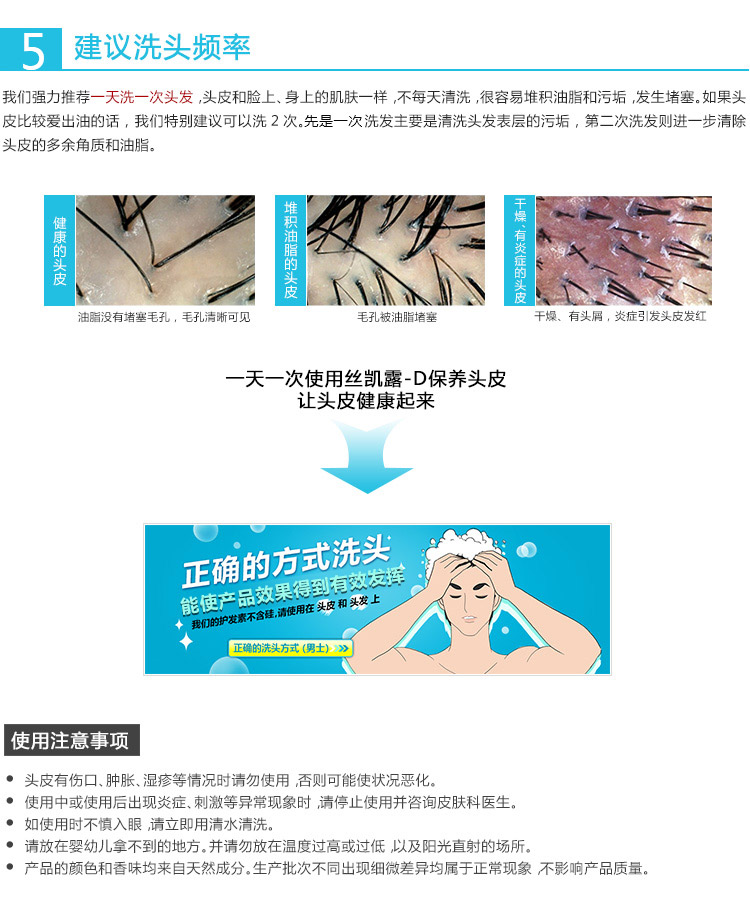 5 建议洗头频率
我们强力推荐一天洗一次头发,头皮和脸上、身上的肌肤一样,不每天清洗,很容易堆积油脂和污垢,发生堵塞。如果头
皮比较爱出油的话，我们特别建议可以洗2次。先是一次洗发主要是清洗头发表层的污垢，第二次洗发则进一步清除
头皮的多余角质和油脂。
健康的头皮
堆积油脂的头皮
干燥、有炎症的头皮
油脂没有堵塞毛孔，毛孔清晰可见
毛孔被油脂堵塞
干燥、有头屑，炎症引发头皮发红
一天一次使用丝凯露-D保养头皮
让头皮健康起来
正确的方式洗头
能使产品效果得到有效发挥
我们的护发素不含硅,请使用在 头皮 和 头发 上
正确的洗头方式（男士）>>>
使用注意事项
● 头皮有伤口、肿胀、湿疹等情况时请勿使用,否则可能使状况恶化。
● 使用中或使用后出现炎症、刺激等异常现象时,请停止使用并咨询皮肤科医生。
● 如使用时不慎入眼,请立即用清水清洗。
● 请放在婴幼儿拿不到的地方。并请勿放在温度过高或过低,以及阳光直射的场所。
● 产品的颜色和香味均来自天然成分。生产批次不同出现细微差异均属于正常现象,不影响产品质量。